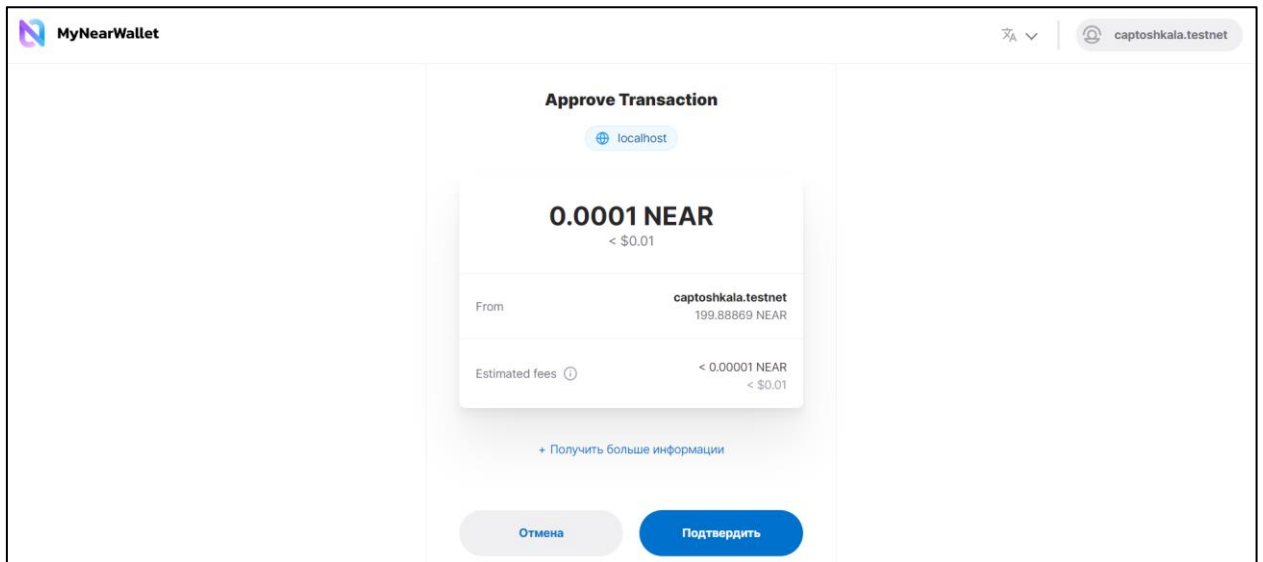 MyNearWallet
captoshkala.testnet
Approve Transaction
localhost
0.0001 NEAR
< $0.01
From
captoshkala.testnet
199.88869 NEAR
Estimated fees
< 0.00001 NEAR
< $0.01
+ Получить больше информации
Отмена
Подтвердить